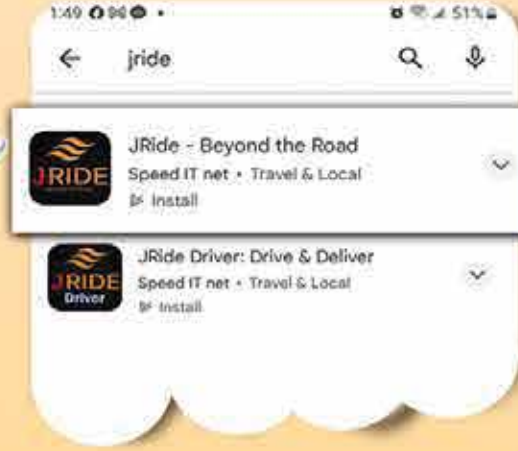 1:49
51%
jride
JRIDE
JRide - Beyond the Road
Speed IT net • Travel & Local
Install
JRIDE
Driver
JRide Driver: Drive & Deliver
Speed IT net • Travel & Local
Install